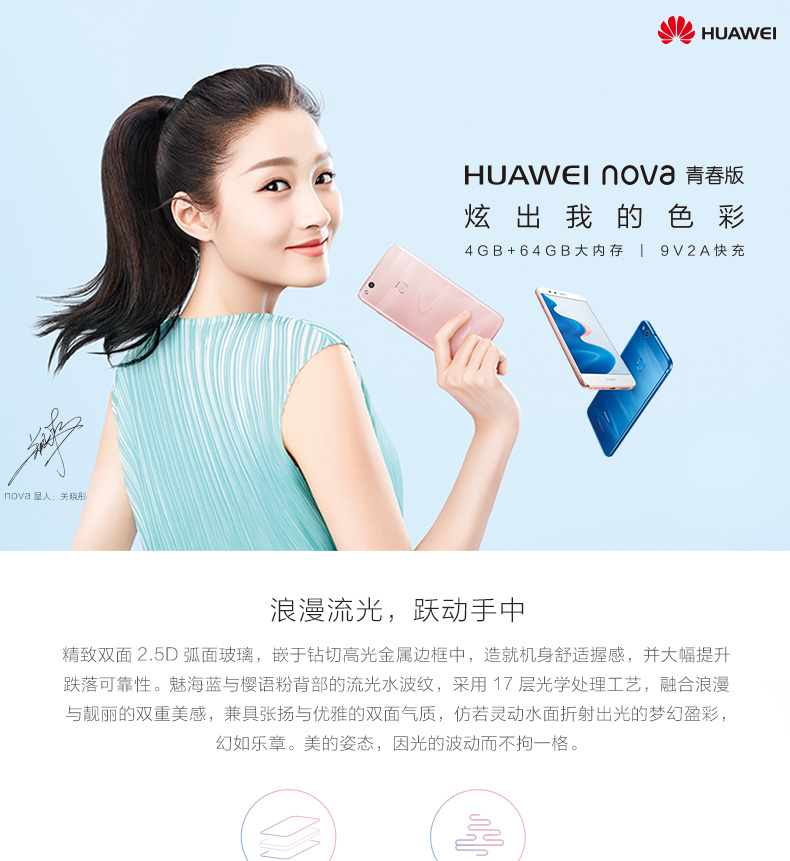 HUAWEI
HUAWEI nova 青春版
炫出我的色彩
4GB+64GB大内存 | 9V2A快充
nova 星人：关晓彤
浪漫流光，跃动手中
精致双面 2.5D 弧面玻璃，嵌于钻切高光金属边框中，造就机身舒适握感，并大幅提升
跌落可靠性。魅海蓝与樱语粉背部的流光水波纹，采用 17 层光学处理工艺，融合浪漫
与靓丽的双重美感，兼具张扬与优雅的双面气质，仿若灵动水面折射出光的梦幻盈彩，
幻如乐章。美的姿态，因光的波动而不拘一格。